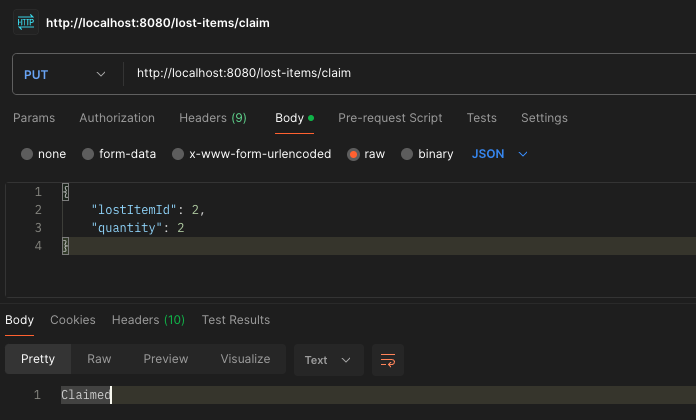 HTTP http://localhost:8080/lost-items/claim
PUT http://localhost:8080/lost-items/claim
Params Authorization Headers (9) Body Pre-request Script Tests Settings
none form-data x-www-form-urlencoded raw binary JSON
1 {
2 "lostItemId": 2,
3 "quantity": 2
4 }
Body Cookies Headers (10) Test Results
Pretty Raw Preview Visualize Text
1 Claimed